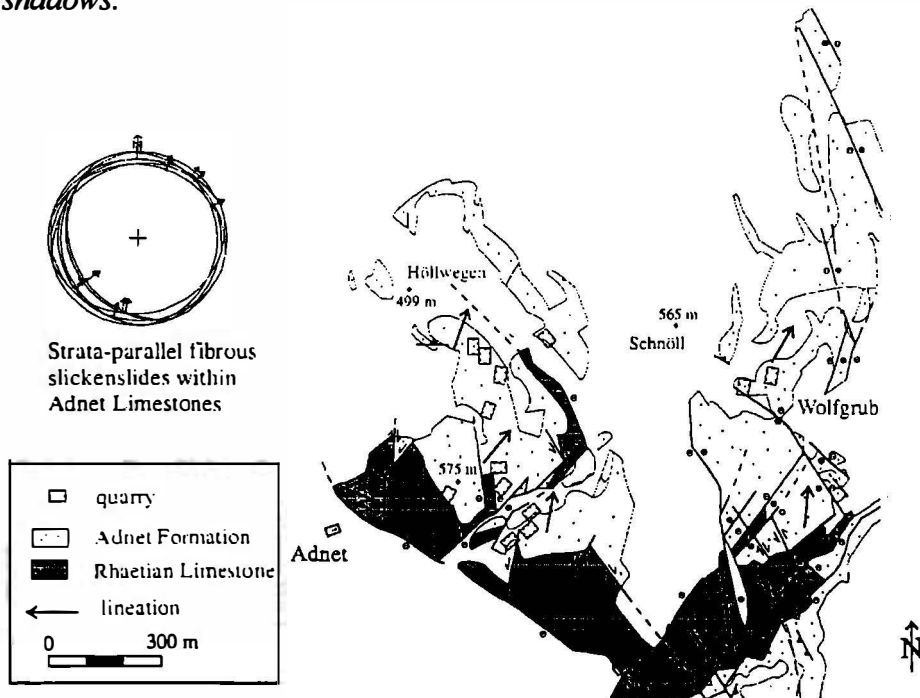 shadows.
N
Strata-parallel fibrous
slickenslides within
Adnet Limestones
quarry
Adnet Formation
Rhaetian Limestone
lineation
0 300 m
Höllwegen
499 m
565 m
Schnöll
Wolfgrub
575 m
Adnet
N